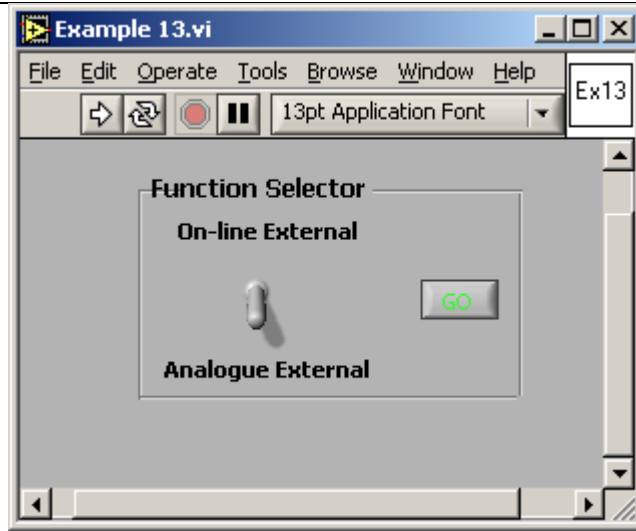 Example 13.vi
File Edit Operate Tools Browse Window Help
Ex13
13pt Application Font
Function Selector
On-line External
GO
Analogue External